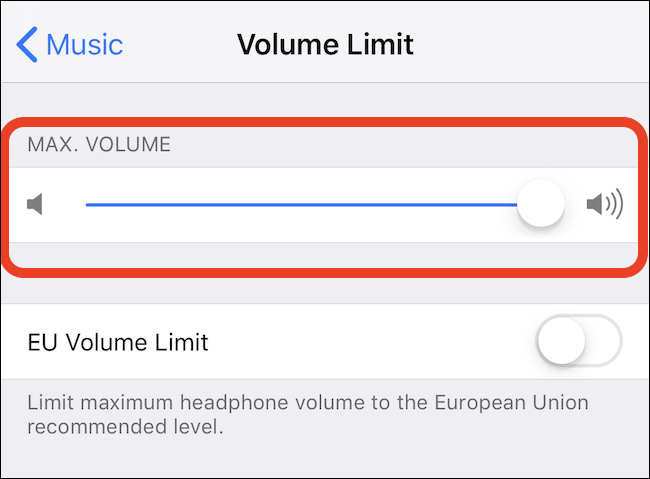 Music
Volume Limit
MAX. VOLUME
EU Volume Limit
Limit maximum headphone volume to the European Union
recommended level.